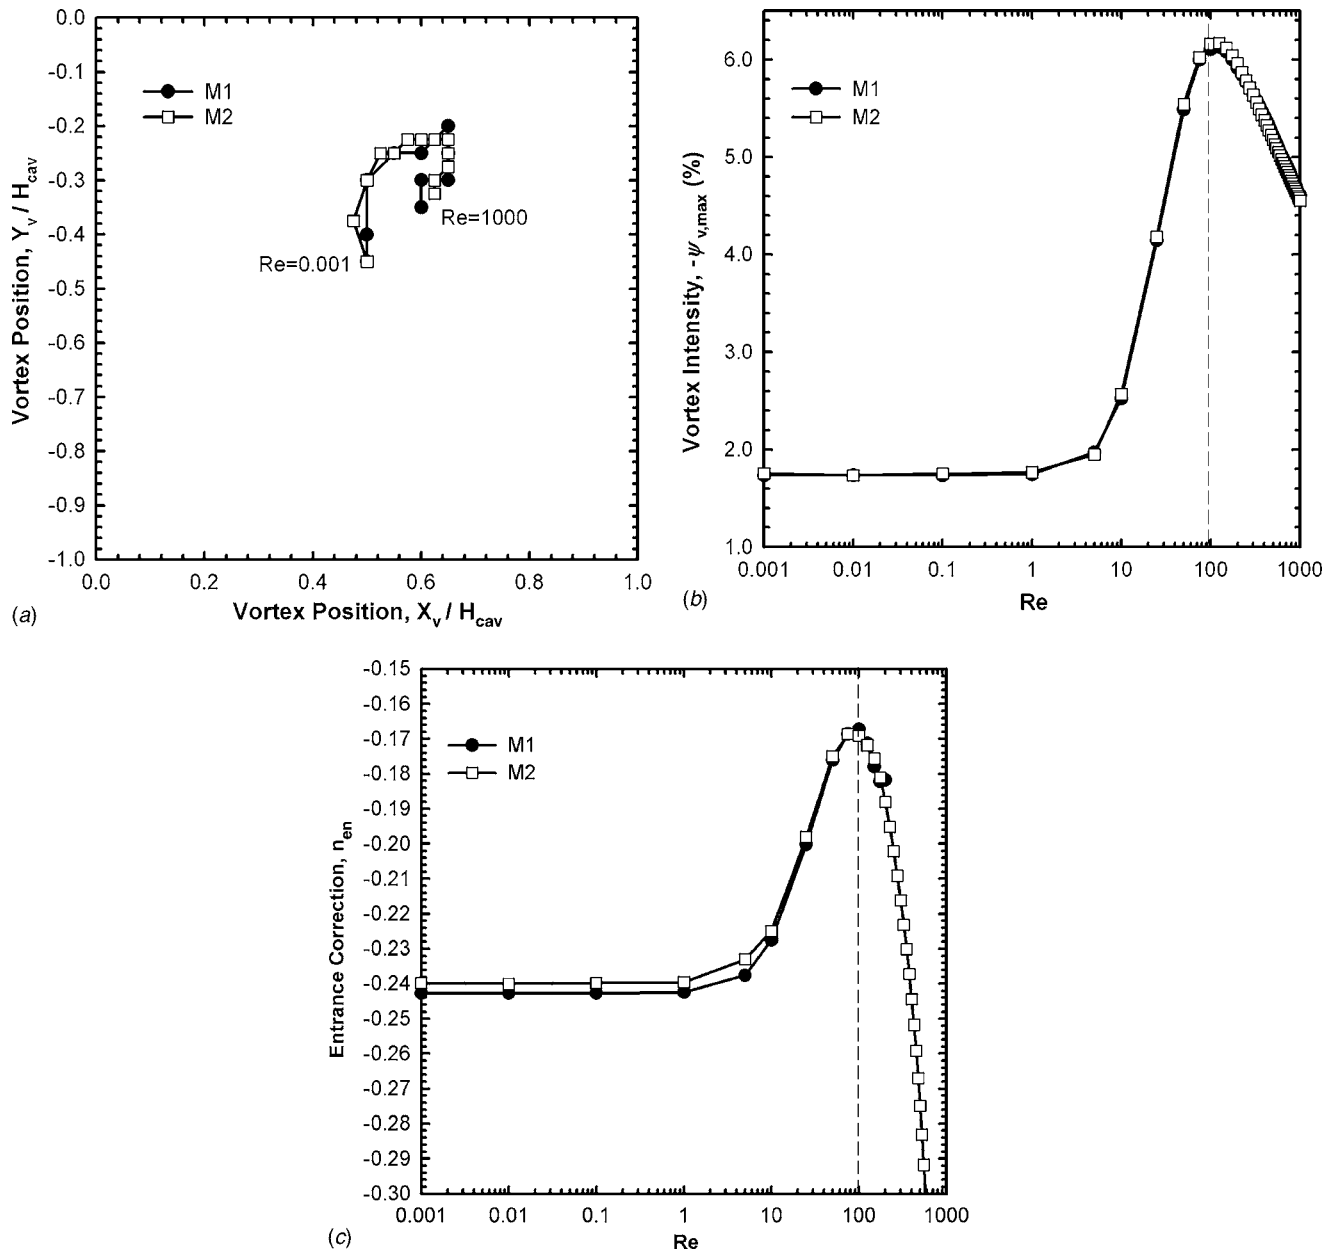 0.0
-0.1
-0.2
-0.3
-0.4
-0.5
-0.6
-0.7
-0.8
-0.9
-1.0
Vortex Position, Y_v / H_cav
M1
M2
Re=1000
Re=0.001
0.0 0.2 0.4 0.6 0.8 1.0
Vortex Position, X_v / H_cav
(a)
6.0
5.0
4.0
3.0
2.0
1.0
Vortex Intensity, -ψ_v,max (%)
M1
M2
0.001 0.01 0.1 1 10 100 1000
Re
(b)
-0.15
-0.16
-0.17
-0.18
-0.19
-0.20
-0.21
-0.22
-0.23
-0.24
-0.25
-0.26
-0.27
-0.28
-0.29
-0.30
Entrance Correction, n_en
M1
M2
0.001 0.01 0.1 1 10 100 1000
Re
(c)